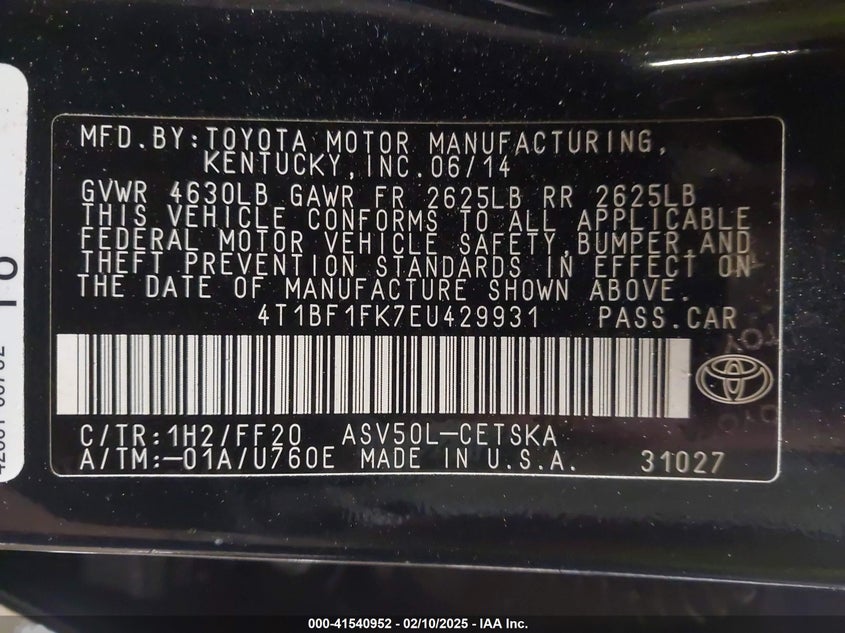 MFD.BY:TOYOTA MOTOR MANUFACTURING,
KENTUCKY,INC.06/14
GVWR 4630LB GAWR FR 2625LB RR 2625LB
THIS VEHICLE CONFORMS TO ALL APPLICABLE
FEDERAL MOTOR VEHICLE SAFETY,BUMPER,AND
THEFT PREVENTION STANDARDS IN EFFECT ON
THE DATE OF MANUFACTURE SHOWN ABOVE.
4T1BF1FK7EU429931 PASS.CAR
C/TR:1H2/FF20 ASV50L-CETSKA
A/TM:-01A/U760E MADE IN U.S.A. 31027
000-41540952 - 02/10/2025 - IAA Inc.